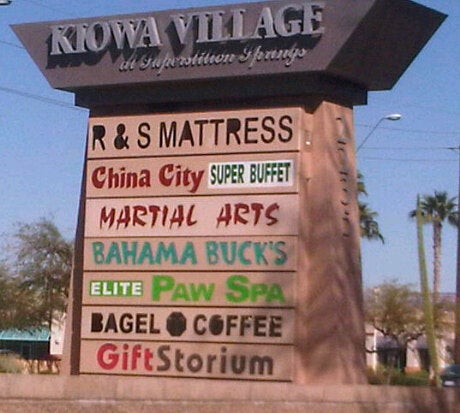 KIOWA VILLAGE
at Superstition Springs
R & S MATTRESS
China City SUPER BUFFET
MARTIAL ARTS
BAHAMA BUCK'S
ELITE PAW SPA
BAGEL COFFEE
GiftStorium